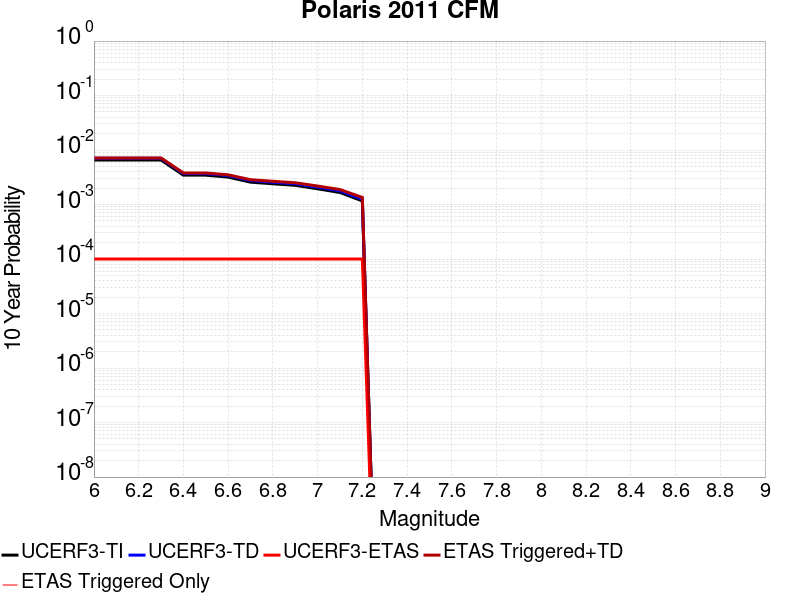 Polaris 2011 CFM
10 Year Probability
10^0
10^-1
10^-2
10^-3
10^-4
10^-5
10^-6
10^-7
10^-8
6 6.2 6.4 6.6 6.8 7 7.2 7.4 7.6 7.8 8 8.2 8.4 8.6 8.8 9
Magnitude
UCERF3-TI UCERF3-TD UCERF3-ETAS ETAS Triggered+TD
ETAS Triggered Only